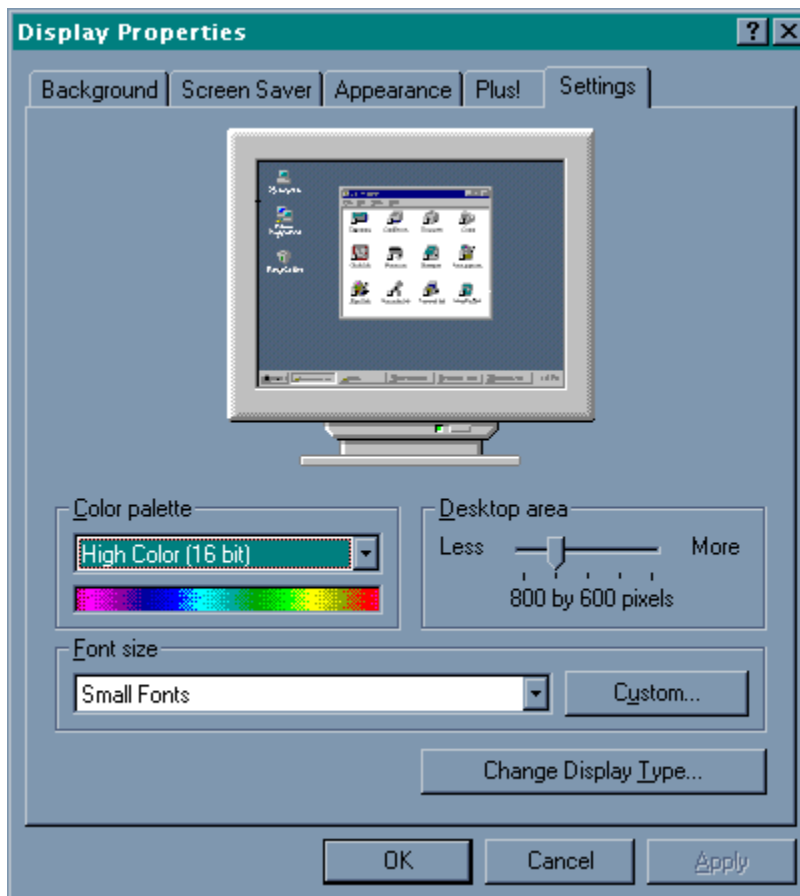 Display Properties
Background Screen Saver Appearance Plus! Settings
Color palette
High Color (16 bit)
Desktop area
Less More
800 by 600 pixels
Font size
Small Fonts
Custom...
Change Display Type...
OK Cancel Apply